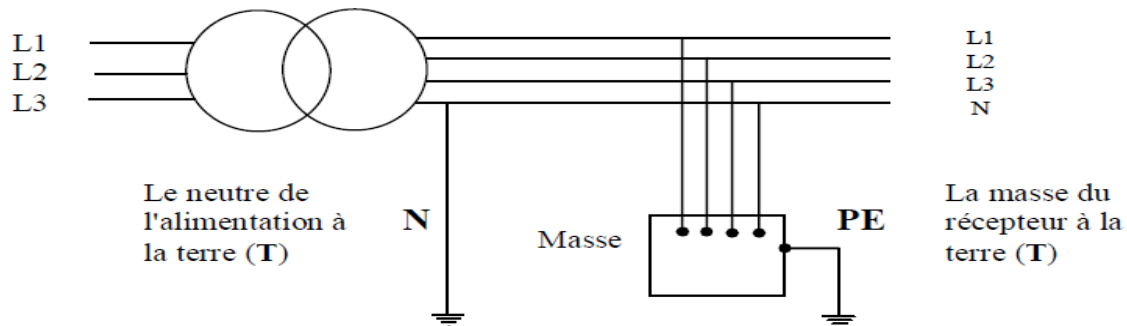 L1
L2
L3
L1
L2
L3
N
Le neutre de
l'alimentation à
la terre (T)
N
Masse
PE
La masse du
récepteur à la
terre (T)